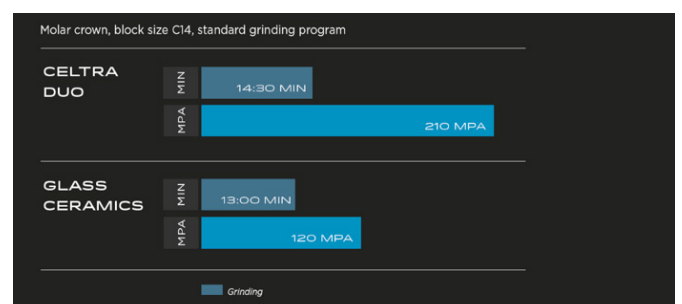 Molar crown, block size C14, standard grinding program
CELTRA
DUO
MIN
14:30 MIN
MPA
210 MPA
GLASS
CERAMICS
MIN
13:00 MIN
MPA
120 MPA
Grinding